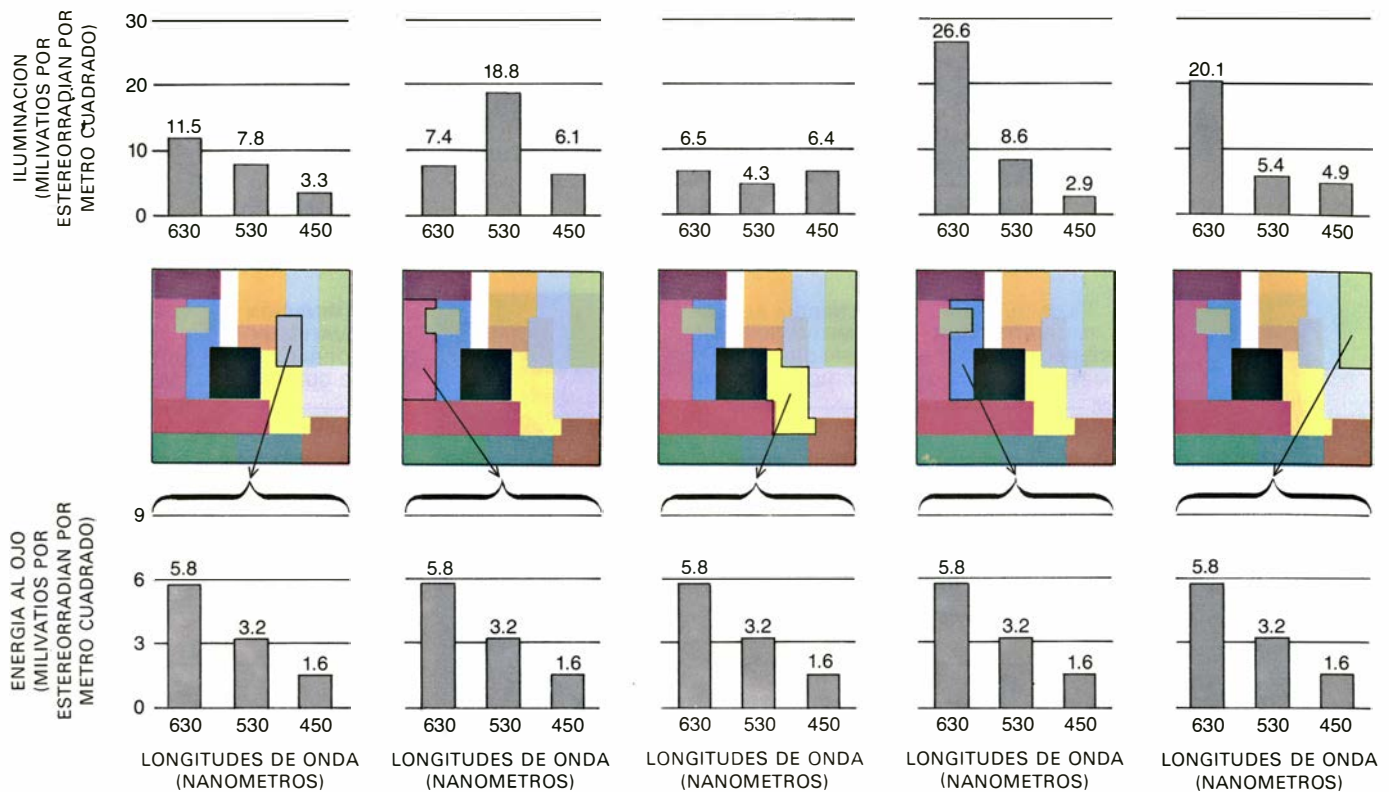 ILUMINACION
(MILIVATIOS POR
ESTEREORRADIAN POR
METRO CUADRADO)
30
20
10
0
11.5
7.8
3.3
630 530 450
7.4
18.8
6.1
630 530 450
6.5
4.3
6.4
630 530 450
26.6
8.6
2.9
630 530 450
20.1
5.4
4.9
630 530 450
ENERGIA AL OJO
(MILIVATIOS POR
ESTEREORRADIAN POR
METRO CUADRADO)
9
6
3
0
5.8
3.2
1.6
630 530 450
LONGITUDES DE ONDA
(NANOMETROS)
5.8
3.2
1.6
630 530 450
LONGITUDES DE ONDA
(NANOMETROS)
5.8
3.2
1.6
630 530 450
LONGITUDES DE ONDA
(NANOMETROS)
5.8
3.2
1.6
630 530 450
LONGITUDES DE ONDA
(NANOMETROS)
5.8
3.2
1.6
630 530 450
LONGITUDES DE ONDA
(NANOMETROS)